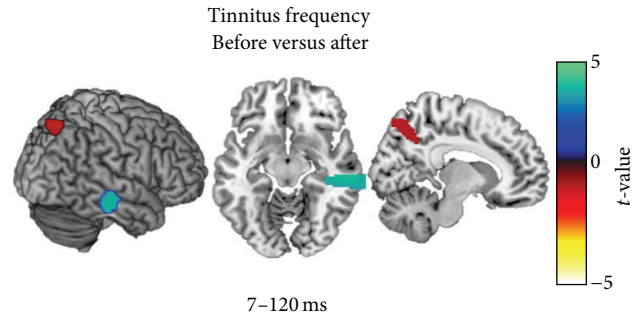 Tinnitus frequency
Before versus after
5
0
−5
t-value
7–120 ms